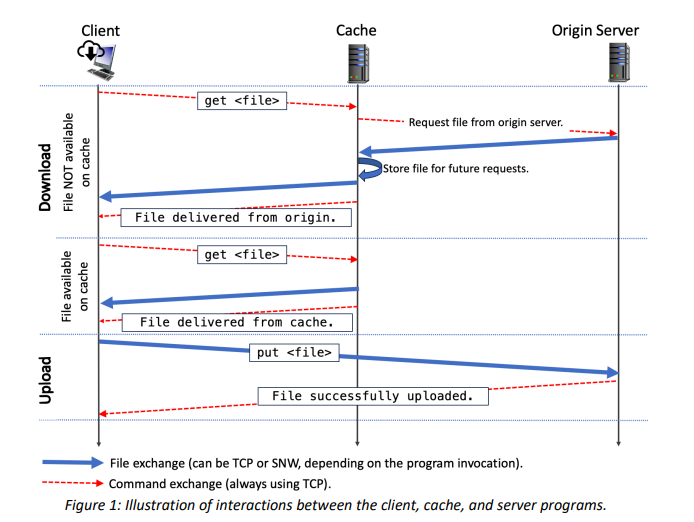 Client
Cache
Origin Server
Download
File NOT available
on cache
get <file>
Request file from origin server.
Store file for future requests.
File delivered from origin.
File available
on cache
get <file>
File delivered from cache.
Upload
put <file>
File successfully uploaded.
File exchange (can be TCP or SNW, depending on the program invocation).
Command exchange (always using TCP).
Figure 1: Illustration of interactions between the client, cache, and server programs.